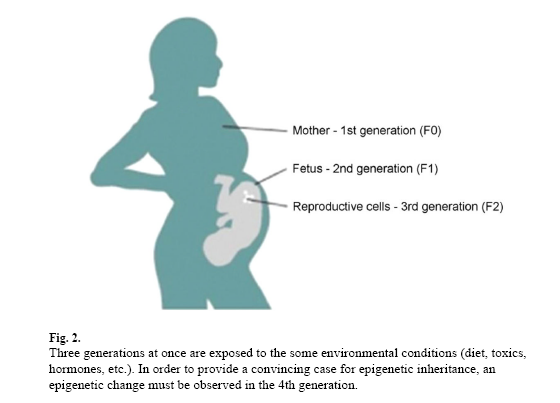 Mother - 1st generation (F0)
Fetus - 2nd generation (F1)
Reproductive cells - 3rd generation (F2)
Fig. 2.
Three generations at once are exposed to the some environmental conditions (diet, toxics,
hormones, etc.). In order to provide a convincing case for epigenetic inheritance, an
epigenetic change must be observed in the 4th generation.